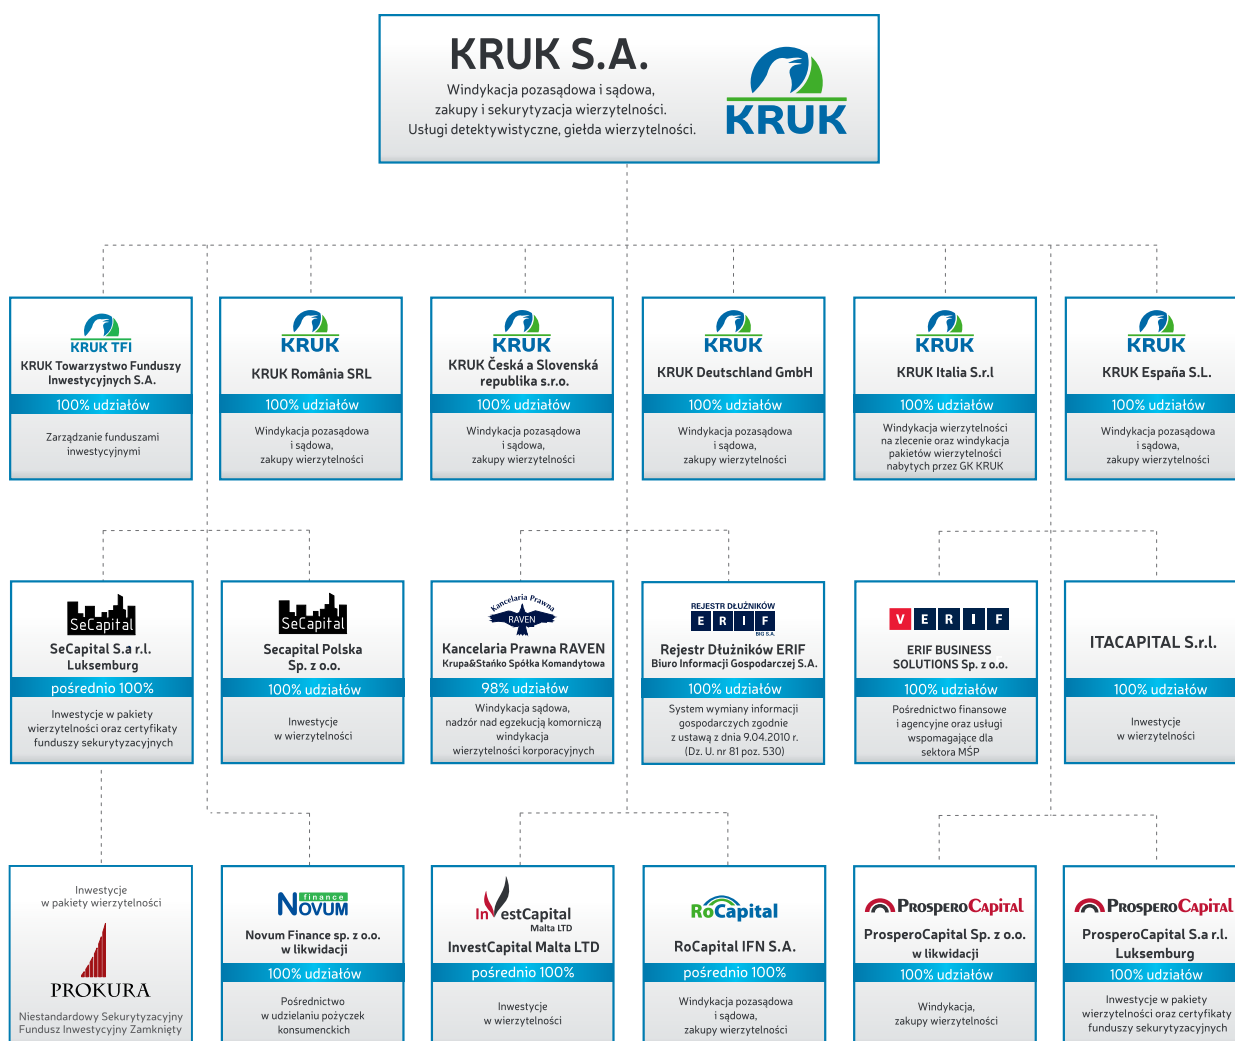 KRUK S.A.
Windykacja pozasądowa i sądowa,
zakupy i sekurytyzacja wierzytelności.
Usługi detektywistyczne, giełda wierzytelności.
KRUK
KRUK TFI
KRUK Towarzystwo Funduszy
Inwestycyjnych S.A.
100% udziałów
Zarządzanie funduszami
inwestycyjnymi
KRUK
KRUK România SRL
100% udziałów
Windykacja pozasądowa
i sądowa,
zakupy wierzytelności
KRUK
KRUK Česká a Slovenská
republika s.r.o.
100% udziałów
Windykacja pozasądowa
i sądowa,
zakupy wierzytelności
KRUK
KRUK Deutschland GmbH
100% udziałów
Windykacja pozasądowa
i sądowa,
zakupy wierzytelności
KRUK
KRUK Italia S.r.l
100% udziałów
Windykacja wierzytelności
na zlecenie oraz windykacja
pakietów wierzytelności
nabytych przez GK KRUK
KRUK
KRUK España S.L.
100% udziałów
Windykacja pozasądowa
i sądowa,
zakupy wierzytelności
SeCapital
SeCapital S.a r.l.
Luksemburg
pośrednio 100%
Inwestycje w pakiety
wierzytelności oraz certyfikaty
funduszy sekurytyzacyjnych
SeCapital
Secapital Polska
Sp. z o.o.
100% udziałów
Inwestycje
w wierzytelności
Kancelaria Prawna
RAVEN
Kancelaria Prawna RAVEN
Krupa&Stańko Spółka Komandytowa
98% udziałów
Windykacja sądowa,
nadzór nad egzekucją komorniczą
windykacja
wierzytelności korporacyjnych
REJESTR DŁUŻNIKÓW
ERIF
BIG S.A.
Rejestr Dłużników ERIF
Biuro Informacji Gospodarczej S.A.
100% udziałów
System wymiany informacji
gospodarczych zgodnie
z ustawą z dnia 9.04.2010 r.
(Dz. U. nr 81 poz. 530)
VERIF
ERIF BUSINESS
SOLUTIONS Sp. z o.o.
100% udziałów
Pośrednictwo finansowe
i agencyjne oraz usługi
wspomagające dla
sektora MŚP
ITACAPITAL S.r.l.
100% udziałów
Inwestycje
w wierzytelności
Inwestycje
w pakiety wierzytelności
PROKURA
Niestandardowy Sekurytyzacyjny
Fundusz Inwestycyjny Zamknięty
finance
NOVUM
Novum Finance sp. z o.o.
w likwidacji
100% udziałów
Pośrednictwo
w udzielaniu pożyczek
konsumenckich
InVestCapital
Malta LTD
InvestCapital Malta LTD
pośrednio 100%
Inwestycje
w wierzytelności
RoCapital
RoCapital IFN S.A.
pośrednio 100%
Windykacja pozasądowa
i sądowa,
zakupy wierzytelności
PROSPEROCAPITAL
ProsperoCapital Sp. z o.o.
w likwidacji
100% udziałów
Windykacja,
zakupy wierzytelności
PROSPEROCAPITAL
ProsperoCapital S.a r.l.
Luksemburg
100% udziałów
Inwestycje w pakiety
wierzytelności oraz certyfikaty
funduszy sekurytyzacyjnych